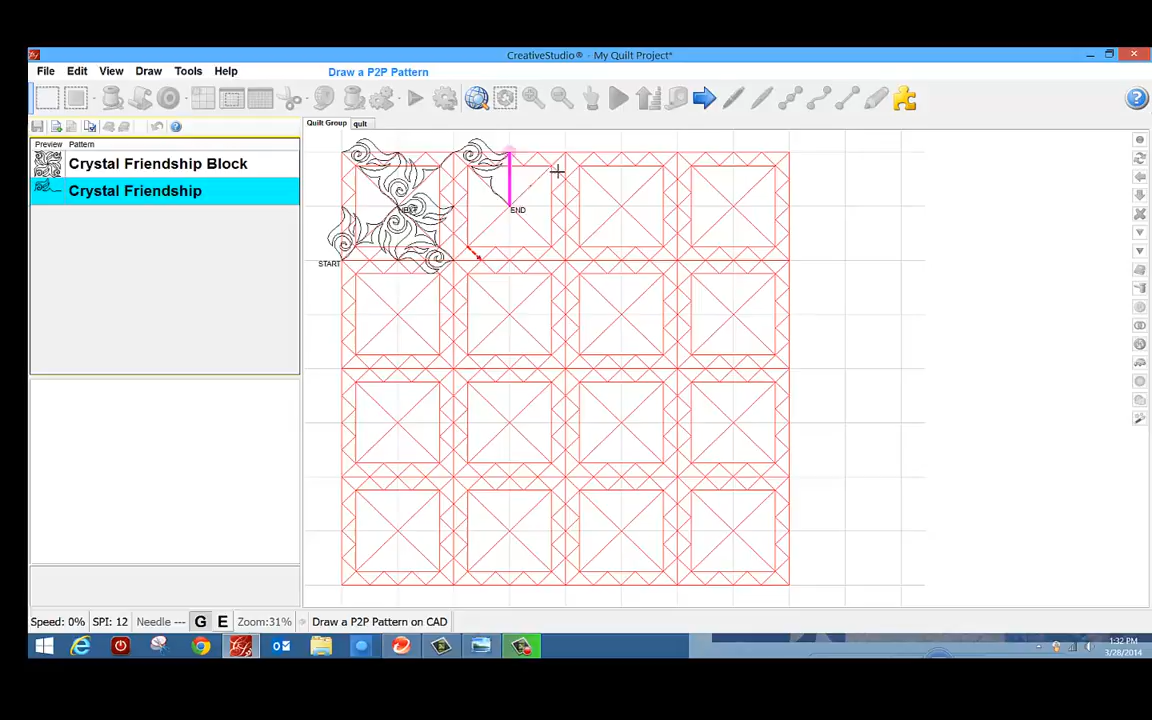 CreativeStudio® - My Quilt Project*
File Edit View Draw Tools Help
Draw a P2P Pattern
Quilt Group qult
Preview Pattern
Crystal Friendship Block
Crystal Friendship
END
START
Speed: 0% SPI: 12 Needle --- G E Zoom:31% Draw a P2P Pattern on CAD
1:32 PM
3/28/2014